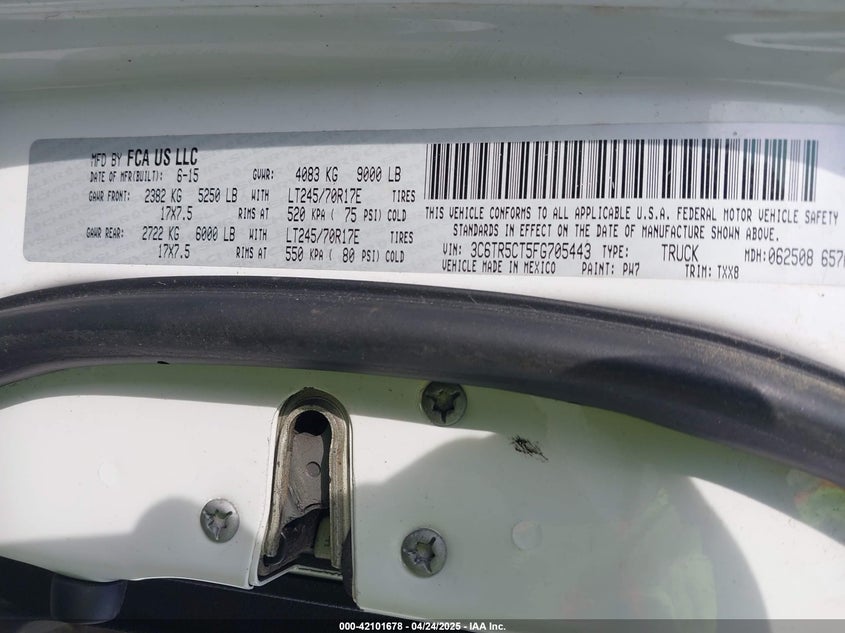 MFD BY FCA US LLC
DATE OF MFR(BUILT): 6-15 GVWR: 4083 KG 9000 LB
GAWR FRONT: 2382 KG 5250 LB WITH LT245/70R17E TIRES
17X7.5 RIMS AT 520 KPA ( 75 PSI) COLD
GAWR REAR: 2722 KG 6000 LB WITH LT245/70R17E TIRES
17X7.5 RIMS AT 550 KPA ( 80 PSI) COLD
THIS VEHICLE CONFORMS TO ALL APPLICABLE U.S.A. FEDERAL MOTOR VEHICLE SAFETY
STANDARDS IN EFFECT ON THE DATE OF MANUFACTURE SHOWN ABOVE.
VIN: 3C6TR5CT5FG705443 TYPE: TRUCK MDH: 062508
VEHICLE MADE IN MEXICO PAINT: PW7 TRIM: TXX8
000-42101678 - 04/24/2025 - IAA Inc.